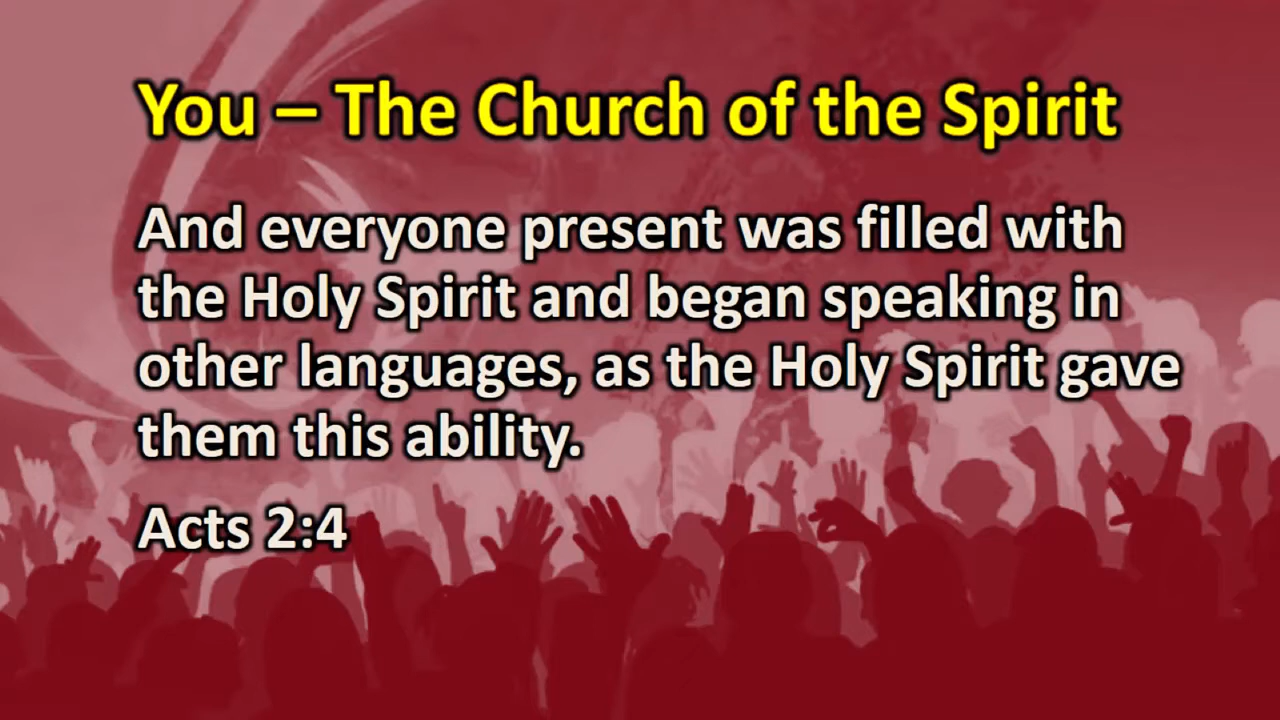 You – The Church of the Spirit
And everyone present was filled with
the Holy Spirit and began speaking in
other languages, as the Holy Spirit gave
them this ability.
Acts 2:4